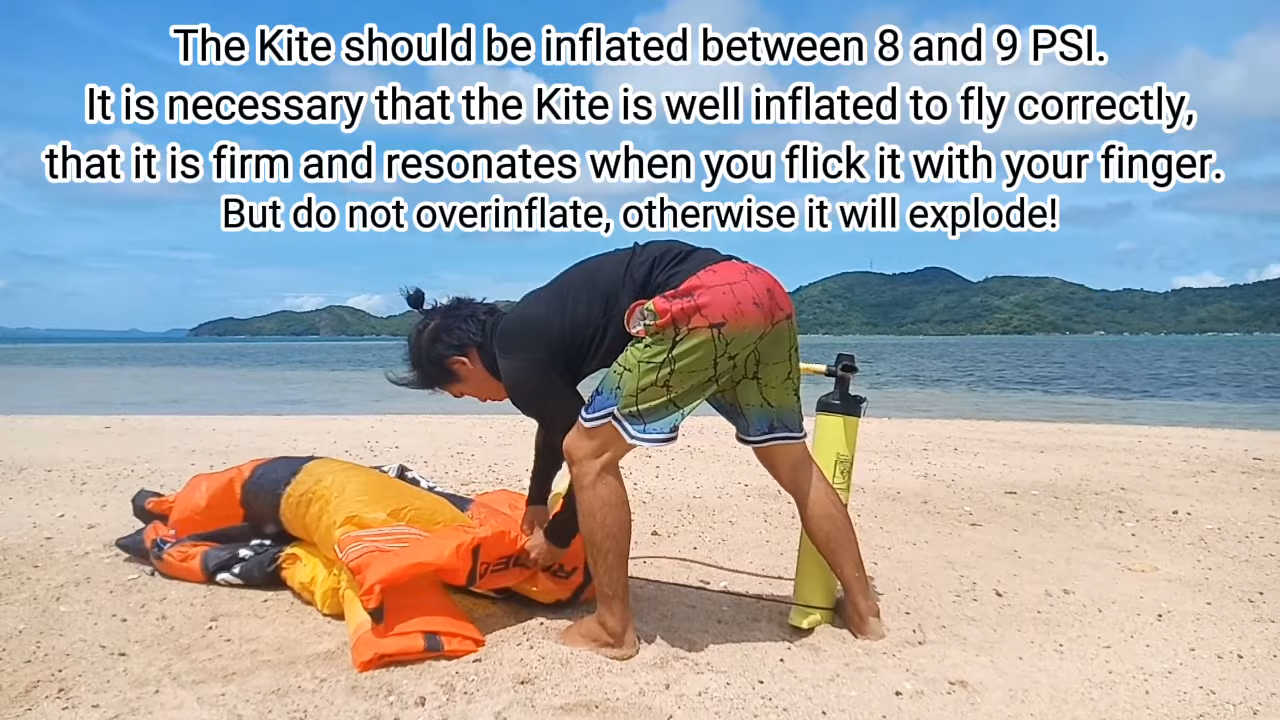 The Kite should be inflated between 8 and 9 PSI.
It is necessary that the Kite is well inflated to fly correctly,
that it is firm and resonates when you flick it with your finger.
But do not overinflate, otherwise it will explode!